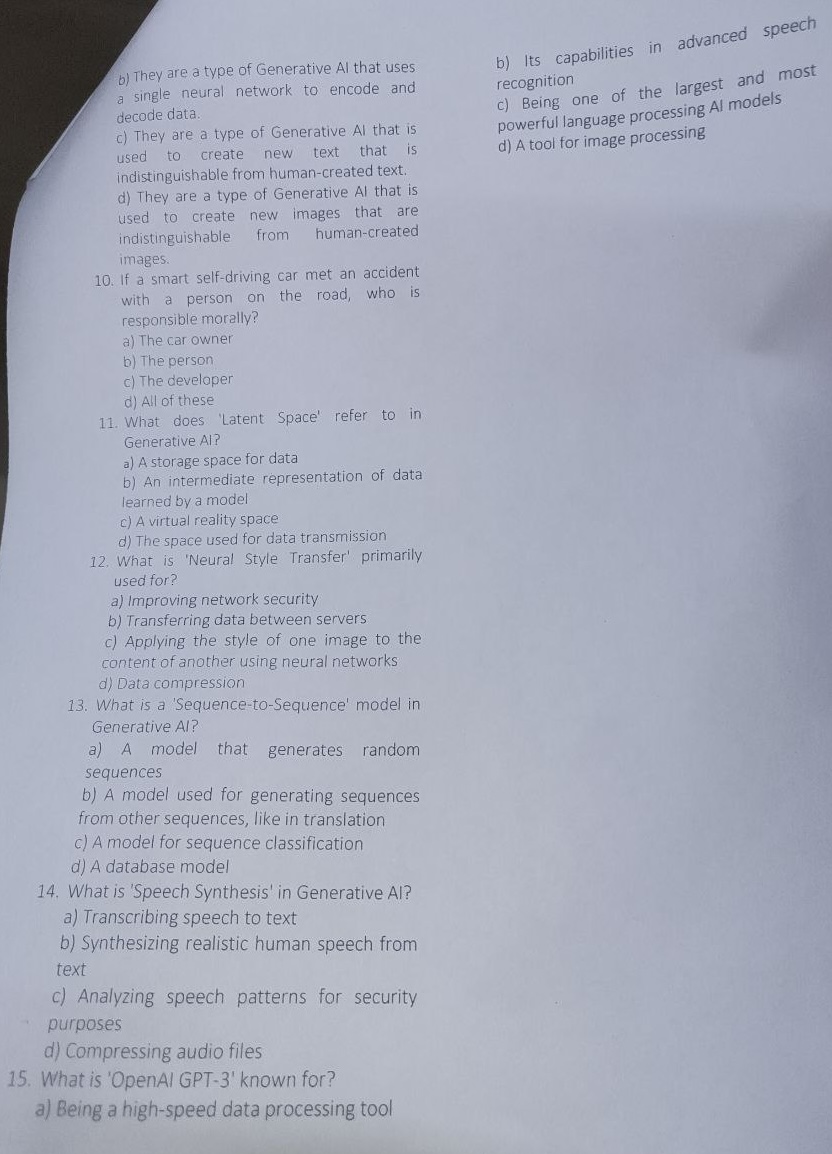 b) They are a type of Generative AI that uses
a single neural network to encode and
decode data.
c) They are a type of Generative AI that is
used to create new text that is
indistinguishable from human-created text.
d) They are a type of Generative AI that is
used to create new images that are
indistinguishable from human-created
images.
10. If a smart self-driving car met an accident
with a person on the road, who is
responsible morally?
a) The car owner
b) The person
c) The developer
d) All of these
11. What does 'Latent Space' refer to in
Generative AI?
a) A storage space for data
b) An intermediate representation of data
learned by a model
c) A virtual reality space
d) The space used for data transmission
12. What is 'Neural Style Transfer' primarily
used for?
a) Improving network security
b) Transferring data between servers
c) Applying the style of one image to the
content of another using neural networks
d) Data compression
13. What is a 'Sequence-to-Sequence' model in
Generative AI?
a) A model that generates random
sequences
b) A model used for generating sequences
from other sequences, like in translation
c) A model for sequence classification
d) A database model
14. What is 'Speech Synthesis' in Generative AI?
a) Transcribing speech to text
b) Synthesizing realistic human speech from
text
c) Analyzing speech patterns for security
purposes
d) Compressing audio files
15. What is 'OpenAI GPT-3' known for?
a) Being a high-speed data processing tool
b) Its capabilities in advanced speech
recognition
c) Being one of the largest and most
powerful language processing AI models
d) A tool for image processing